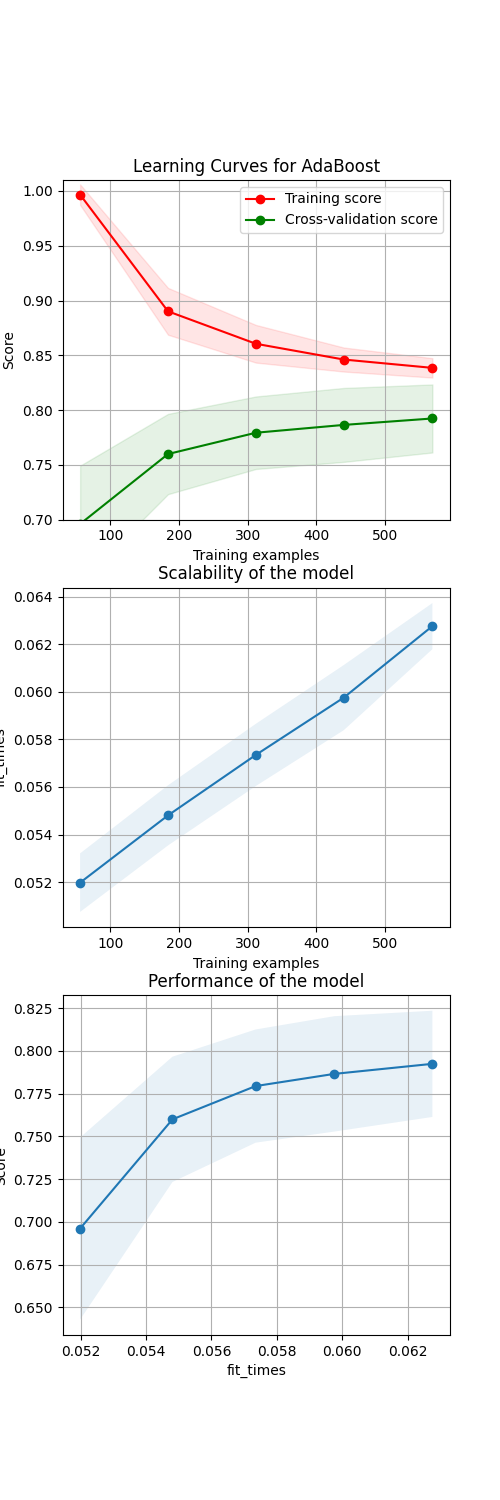 Learning Curves for AdaBoost
1.00
0.95
0.90
0.85
0.80
0.75
0.70
Score
Training score
Cross-validation score
100 200 300 400 500
Training examples
Scalability of the model
0.064
0.062
0.060
0.058
0.056
0.054
0.052
100 200 300 400 500
Training examples
Performance of the model
0.825
0.800
0.775
0.750
0.725
0.700
0.675
0.650
0.052 0.054 0.056 0.058 0.060 0.062
fit_times